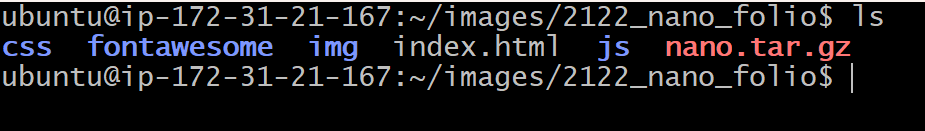 ubuntu@ip-172-31-21-167:~/images/2122_nano_folio$ ls
css  fontawesome  img  index.html  js  nano.tar.gz
ubuntu@ip-172-31-21-167:~/images/2122_nano_folio$